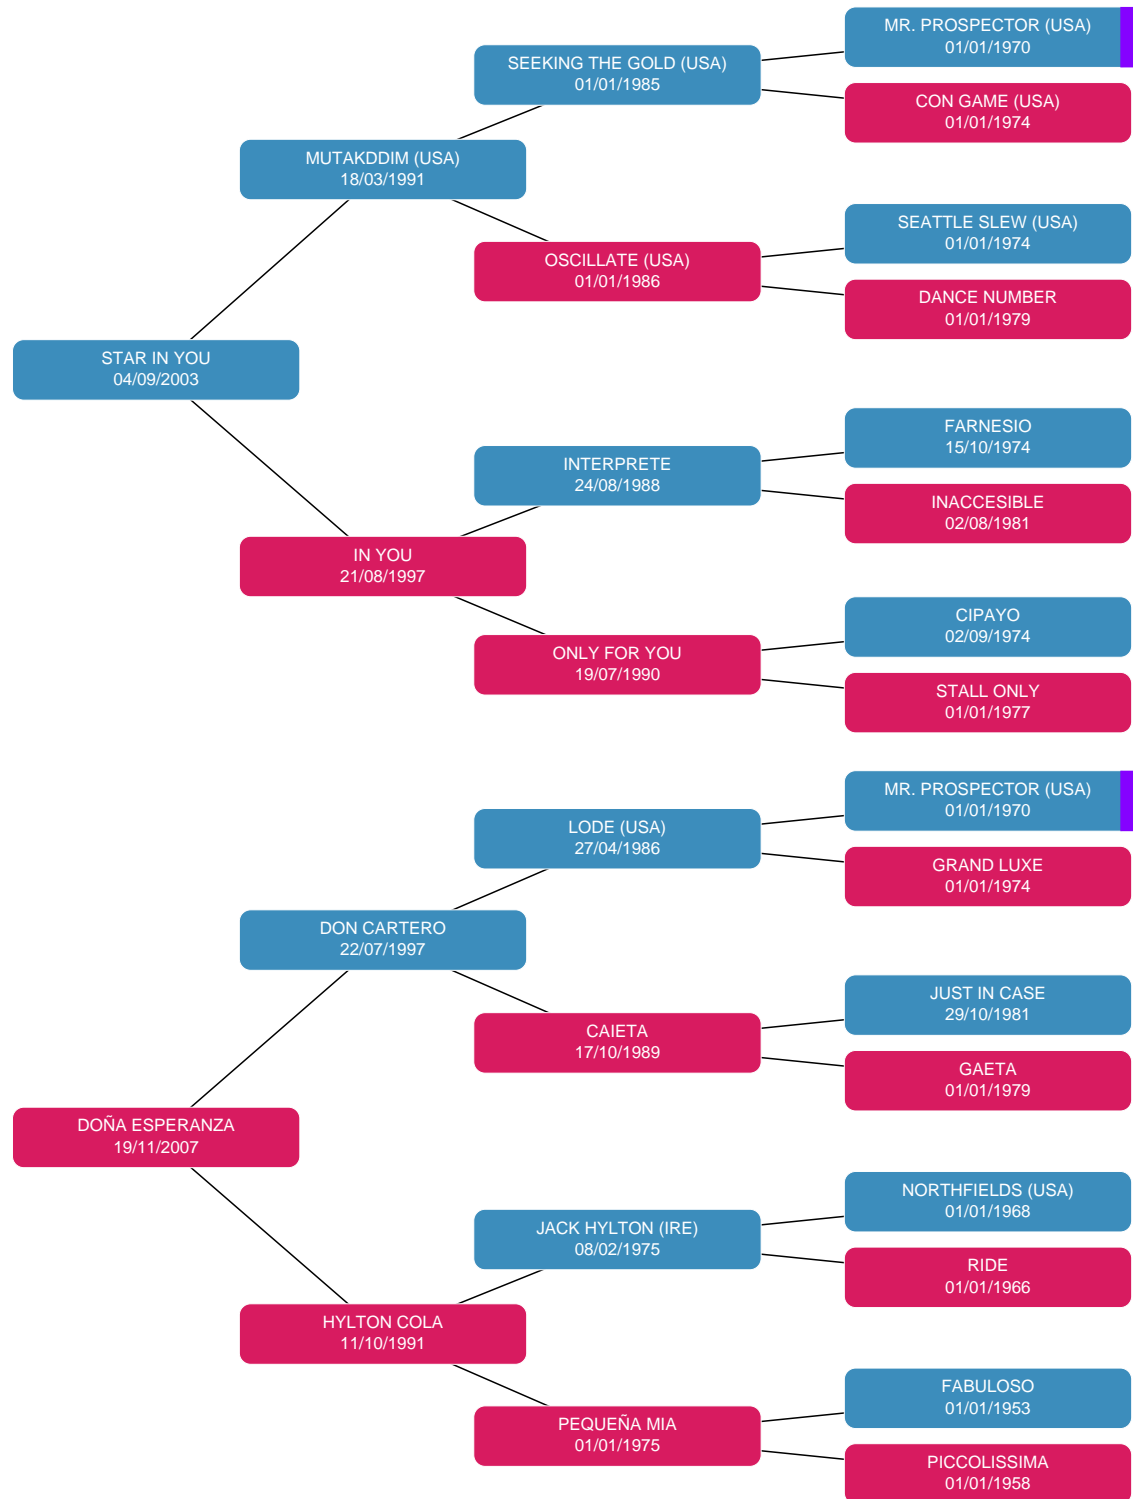 MR. PROSPECTOR (USA)
01/01/1970
SEEKING THE GOLD (USA)
01/01/1985
CON GAME (USA)
01/01/1974
MUTAKDDIM (USA)
18/03/1991
SEATTLE SLEW (USA)
01/01/1974
OSCILLATE (USA)
01/01/1986
DANCE NUMBER
01/01/1979
STAR IN YOU
04/09/2003
FARNESIO
15/10/1974
INTERPRETE
24/08/1988
INACCESIBLE
02/08/1981
IN YOU
21/08/1997
CIPAYO
02/09/1974
ONLY FOR YOU
19/07/1990
STALL ONLY
01/01/1977
MR. PROSPECTOR (USA)
01/01/1970
LODE (USA)
27/04/1986
GRAND LUXE
01/01/1974
DON CARTERO
22/07/1997
JUST IN CASE
29/10/1981
CAIETA
17/10/1989
GAETA
01/01/1979
DOÑA ESPERANZA
19/11/2007
NORTHFIELDS (USA)
01/01/1968
JACK HYLTON (IRE)
08/02/1975
RIDE
01/01/1966
HYLTON COLA
11/10/1991
FABULOSO
01/01/1953
PEQUEÑA MIA
01/01/1975
PICCOLISSIMA
01/01/1958